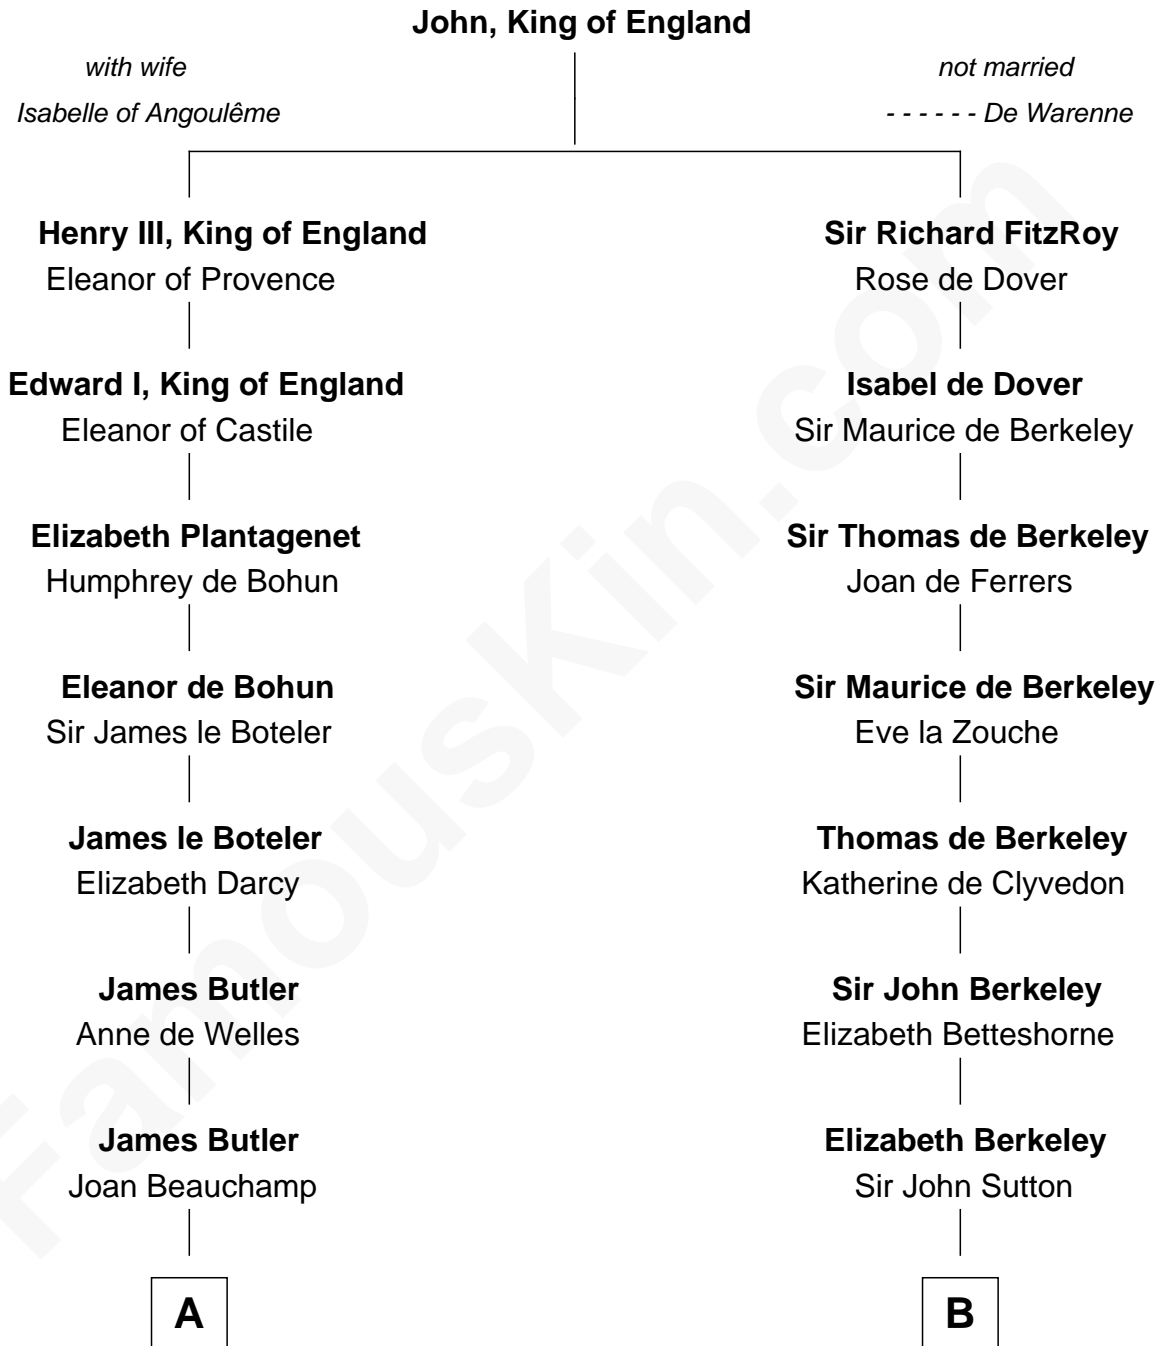 John, King of England
with wife
Isabelle of Angoulême
not married
- - - - - - De Warenne
Henry III, King of England
Eleanor of Provence
Sir Richard FitzRoy
Rose de Dover
Edward I, King of England
Eleanor of Castile
Isabel de Dover
Sir Maurice de Berkeley
Elizabeth Plantagenet
Humphrey de Bohun
Sir Thomas de Berkeley
Joan de Ferrers
Eleanor de Bohun
Sir James le Boteler
Sir Maurice de Berkeley
Eve la Zouche
James le Boteler
Elizabeth Darcy
Thomas de Berkeley
Katherine de Clyvedon
James Butler
Anne de Welles
Sir John Berkeley
Elizabeth Betteshorne
James Butler
Joan Beauchamp
Elizabeth Berkeley
Sir John Sutton
A
B
FamousKin.com